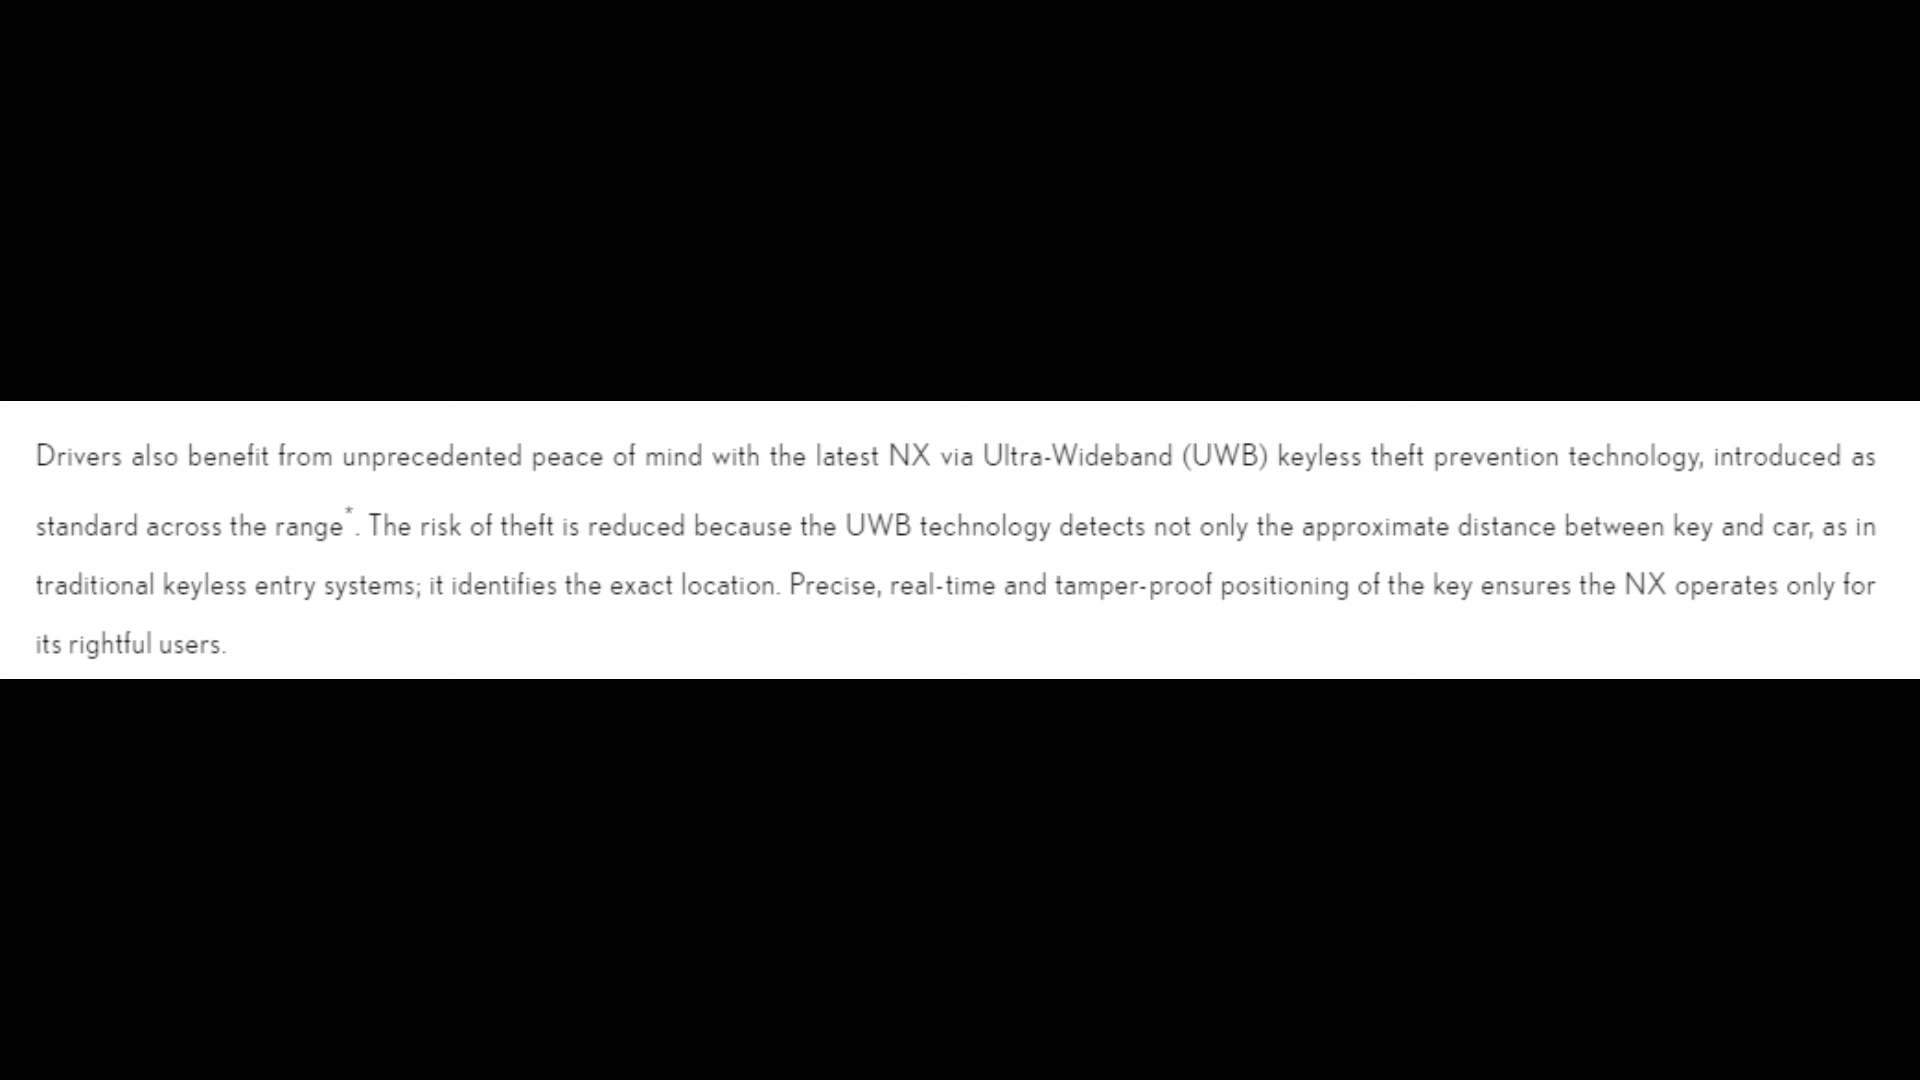 Drivers also benefit from unprecedented peace of mind with the latest NX via Ultra-Wideband (UWB) keyless theft prevention technology, introduced as
standard across the range*. The risk of theft is reduced because the UWB technology detects not only the approximate distance between key and car, as in
traditional keyless entry systems; it identifies the exact location. Precise, real-time and tamper-proof positioning of the key ensures the NX operates only for
its rightful users.